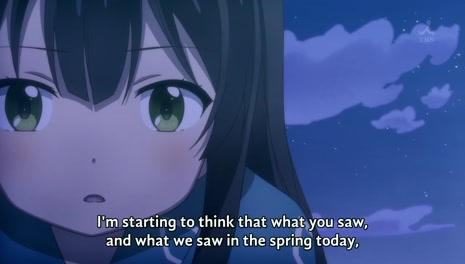 I'm starting to think that what you saw,
and what we saw in the spring today,